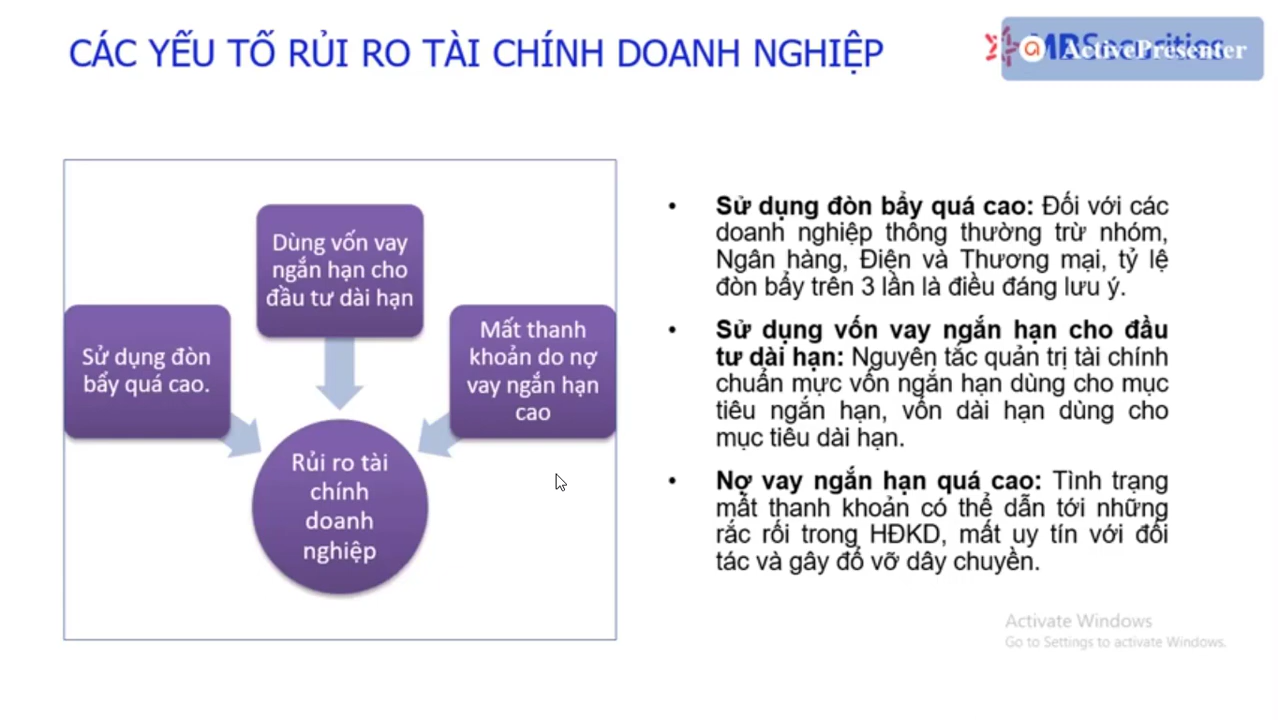 CÁC YẾU TỐ RỦI RO TÀI CHÍNH DOANH NGHIỆP
ActivePresenter
Dùng vốn vay
ngắn hạn cho
đầu tư dài hạn
Sử dụng đòn
bẩy quá cao.
Mất thanh
khoản do nợ
vay ngắn hạn
cao
Rủi ro tài
chính
doanh
nghiệp
• Sử dụng đòn bẩy quá cao: Đối với các
doanh nghiệp thông thường trừ nhóm,
Ngân hàng, Điện và Thương mại, tỷ lệ
đòn bẩy trên 3 lần là điều đáng lưu ý.
• Sử dụng vốn vay ngắn hạn cho đầu
tư dài hạn: Nguyên tắc quản trị tài chính
chuẩn mực vốn ngắn hạn dùng cho mục
tiêu ngắn hạn, vốn dài hạn dùng cho
mục tiêu dài hạn.
• Nợ vay ngắn hạn quá cao: Tình trạng
mất thanh khoản có thể dẫn tới những
rắc rối trong HĐKD, mất uy tín với đối
tác và gây đổ vỡ dây chuyền.
Activate Windows
Go to Settings to activate Windows.